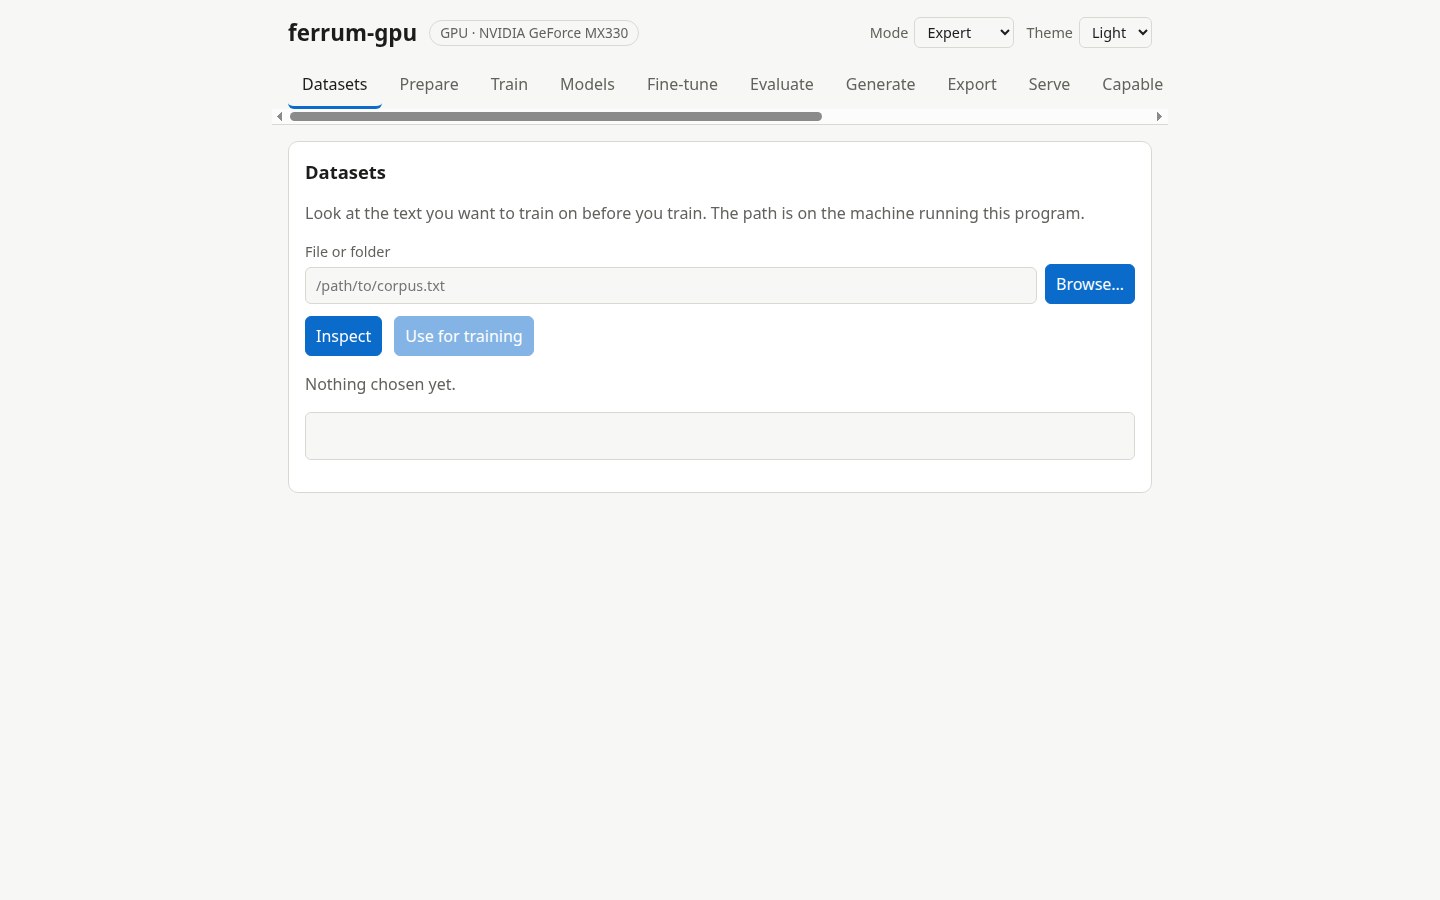 ferrum-gpu GPU · NVIDIA GeForce MX330 Mode Expert Theme Light
Datasets Prepare Train Models Fine-tune Evaluate Generate Export Serve Capable
Datasets
Look at the text you want to train on before you train. The path is on the machine running this program.
File or folder
/path/to/corpus.txt Browse...
Inspect Use for training
Nothing chosen yet.